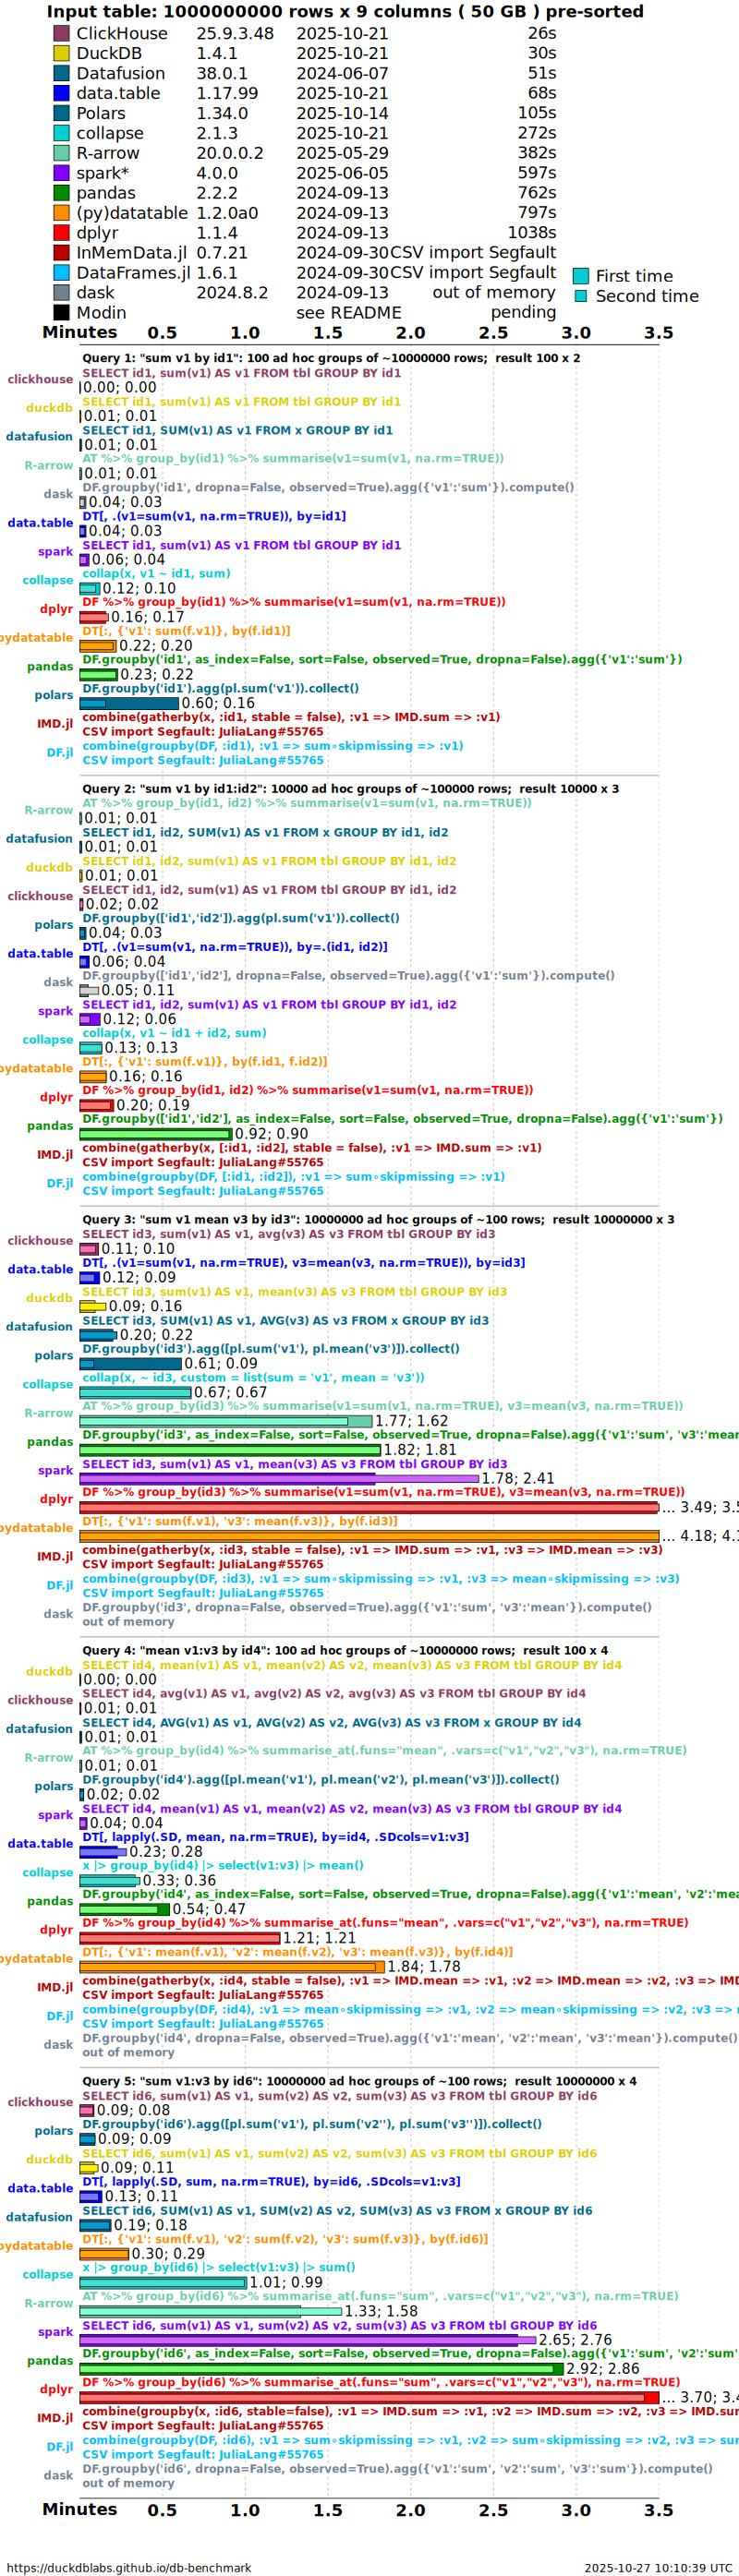 Input table: 1000000000 rows x 9 columns ( 50 GB ) pre-sorted
ClickHouse 25.9.3.48 2025-10-21 26s
DuckDB 1.4.1 2025-10-21 30s
Datafusion 38.0.1 2024-06-07 51s
data.table 1.17.99 2025-10-21 68s
Polars 1.34.0 2025-10-14 105s
collapse 2.1.3 2025-10-21 272s
R-arrow 20.0.0.2 2025-05-29 382s
spark* 4.0.0 2025-06-05 597s
pandas 2.2.2 2024-09-13 762s
(py)datatable 1.2.0a0 2024-09-13 797s
dplyr 1.1.4 2024-09-13 1038s
InMemData.jl 0.7.21 2024-09-30 CSV import Segfault
DataFrames.jl 1.6.1 2024-09-30 CSV import Segfault
dask 2024.8.2 2024-09-13 out of memory
Modin see README pending
First time
Second time
Minutes 0.5 1.0 1.5 2.0 2.5 3.0 3.5
Query 1: "sum v1 by id1": 100 ad hoc groups of ~10000000 rows; result 100 x 2
SELECT id1, sum(v1) AS v1 FROM tbl GROUP BY id1
clickhouse 0.00; 0.00
SELECT id1, sum(v1) AS v1 FROM tbl GROUP BY id1
duckdb 0.01; 0.01
SELECT id1, SUM(v1) AS v1 FROM x GROUP BY id1
datafusion 0.01; 0.01
AT %>% group_by(id1) %>% summarise(v1=sum(v1, na.rm=TRUE))
R-arrow 0.01; 0.01
DF.groupby('id1', dropna=False, observed=True).agg({'v1':'sum'}).compute()
dask 0.04; 0.03
DT[, .(v1=sum(v1, na.rm=TRUE)), by=id1]
data.table 0.04; 0.03
SELECT id1, sum(v1) AS v1 FROM tbl GROUP BY id1
spark 0.06; 0.04
collap(x, v1 ~ id1, sum)
collapse 0.12; 0.10
DF %>% group_by(id1) %>% summarise(v1=sum(v1, na.rm=TRUE))
dplyr 0.16; 0.17
DT[:, {'v1': sum(f.v1)}, by(f.id1)]
pydatatable 0.22; 0.20
DF.groupby('id1', as_index=False, sort=False, observed=True, dropna=False).agg({'v1':'sum'})
pandas 0.23; 0.22
DF.groupby('id1').agg(pl.sum('v1')).collect()
polars 0.60; 0.16
combine(gatherby(x, :id1, stable = false), :v1 => IMD.sum => :v1)
IMD.jl CSV import Segfault: JuliaLang#55765
combine(groupby(DF, :id1), :v1 => sum∘skipmissing => :v1)
DF.jl CSV import Segfault: JuliaLang#55765
Query 2: "sum v1 by id1:id2": 10000 ad hoc groups of ~100000 rows; result 10000 x 3
AT %>% group_by(id1, id2) %>% summarise(v1=sum(v1, na.rm=TRUE))
R-arrow 0.01; 0.01
SELECT id1, id2, SUM(v1) AS v1 FROM x GROUP BY id1, id2
datafusion 0.01; 0.01
SELECT id1, id2, sum(v1) AS v1 FROM tbl GROUP BY id1, id2
duckdb 0.01; 0.01
SELECT id1, id2, sum(v1) AS v1 FROM tbl GROUP BY id1, id2
clickhouse 0.02; 0.02
DF.groupby(['id1','id2']).agg(pl.sum('v1')).collect()
polars 0.04; 0.03
DT[, .(v1=sum(v1, na.rm=TRUE)), by=.(id1, id2)]
data.table 0.06; 0.04
DF.groupby(['id1','id2'], dropna=False, observed=True).agg({'v1':'sum'}).compute()
dask 0.05; 0.11
SELECT id1, id2, sum(v1) AS v1 FROM tbl GROUP BY id1, id2
spark 0.12; 0.06
collap(x, v1 ~ id1 + id2, sum)
collapse 0.13; 0.13
DT[:, {'v1': sum(f.v1)}, by(f.id1, f.id2)]
pydatatable 0.16; 0.16
DF %>% group_by(id1, id2) %>% summarise(v1=sum(v1, na.rm=TRUE))
dplyr 0.20; 0.19
DF.groupby(['id1','id2'], as_index=False, sort=False, observed=True, dropna=False).agg({'v1':'sum'})
pandas 0.92; 0.90
combine(gatherby(x, [:id1, :id2], stable = false), :v1 => IMD.sum => :v1)
IMD.jl CSV import Segfault: JuliaLang#55765
combine(groupby(DF, [:id1, :id2]), :v1 => sum∘skipmissing => :v1)
DF.jl CSV import Segfault: JuliaLang#55765
Query 3: "sum v1 mean v3 by id3": 10000000 ad hoc groups of ~100 rows; result 10000000 x 3
SELECT id3, sum(v1) AS v1, avg(v3) AS v3 FROM tbl GROUP BY id3
clickhouse 0.11; 0.10
DT[, .(v1=sum(v1, na.rm=TRUE), v3=mean(v3, na.rm=TRUE)), by=id3]
data.table 0.12; 0.09
SELECT id3, sum(v1) AS v1, mean(v3) AS v3 FROM tbl GROUP BY id3
duckdb 0.09; 0.16
SELECT id3, SUM(v1) AS v1, AVG(v3) AS v3 FROM x GROUP BY id3
datafusion 0.20; 0.22
DF.groupby('id3').agg([pl.sum('v1'), pl.mean('v3')]).collect()
polars 0.61; 0.09
collap(x, ~ id3, custom = list(sum = 'v1', mean = 'v3'))
collapse 0.67; 0.67
AT %>% group_by(id3) %>% summarise(v1=sum(v1, na.rm=TRUE), v3=mean(v3, na.rm=TRUE))
R-arrow 1.77; 1.62
DF.groupby('id3', as_index=False, sort=False, observed=True, dropna=False).agg({'v1':'sum', 'v3':'mean
pandas 1.82; 1.81
SELECT id3, sum(v1) AS v1, mean(v3) AS v3 FROM tbl GROUP BY id3
spark 1.78; 2.41
DF %>% group_by(id3) %>% summarise(v1=sum(v1, na.rm=TRUE), v3=mean(v3, na.rm=TRUE))
dplyr ... 3.49; 3.5
DT[:, {'v1': sum(f.v1), 'v3': mean(f.v3)}, by(f.id3)]
pydatatable ... 4.18; 4.1
combine(gatherby(x, :id3, stable = false), :v1 => IMD.sum => :v1, :v3 => IMD.mean => :v3)
IMD.jl CSV import Segfault: JuliaLang#55765
combine(groupby(DF, :id3), :v1 => sum∘skipmissing => :v1, :v3 => mean∘skipmissing => :v3)
DF.jl CSV import Segfault: JuliaLang#55765
DF.groupby('id3', dropna=False, observed=True).agg({'v1':'sum', 'v3':'mean'}).compute()
dask out of memory
Query 4: "mean v1:v3 by id4": 100 ad hoc groups of ~10000000 rows; result 100 x 4
SELECT id4, mean(v1) AS v1, mean(v2) AS v2, mean(v3) AS v3 FROM tbl GROUP BY id4
duckdb 0.00; 0.00
SELECT id4, avg(v1) AS v1, avg(v2) AS v2, avg(v3) AS v3 FROM tbl GROUP BY id4
clickhouse 0.01; 0.01
SELECT id4, AVG(v1) AS v1, AVG(v2) AS v2, AVG(v3) AS v3 FROM x GROUP BY id4
datafusion 0.01; 0.01
AT %>% group_by(id4) %>% summarise_at(.funs="mean", .vars=c("v1","v2","v3"), na.rm=TRUE)
R-arrow 0.01; 0.01
DF.groupby('id4').agg([pl.mean('v1'), pl.mean('v2'), pl.mean('v3')]).collect()
polars 0.02; 0.02
SELECT id4, mean(v1) AS v1, mean(v2) AS v2, mean(v3) AS v3 FROM tbl GROUP BY id4
spark 0.04; 0.04
DT[, lapply(.SD, mean, na.rm=TRUE), by=id4, .SDcols=v1:v3]
data.table 0.23; 0.28
x |> group_by(id4) |> select(v1:v3) |> mean()
collapse 0.33; 0.36
DF.groupby('id4', as_index=False, sort=False, observed=True, dropna=False).agg({'v1':'mean', 'v2':'mea
pandas 0.54; 0.47
DF %>% group_by(id4) %>% summarise_at(.funs="mean", .vars=c("v1","v2","v3"), na.rm=TRUE)
dplyr 1.21; 1.21
DT[:, {'v1': mean(f.v1), 'v2': mean(f.v2), 'v3': mean(f.v3)}, by(f.id4)]
pydatatable 1.84; 1.78
combine(gatherby(x, :id4, stable = false), :v1 => IMD.mean => :v1, :v2 => IMD.mean => :v2, :v3 => IMD
IMD.jl CSV import Segfault: JuliaLang#55765
combine(groupby(DF, :id4), :v1 => mean∘skipmissing => :v1, :v2 => mean∘skipmissing => :v2, :v3 =>
DF.jl CSV import Segfault: JuliaLang#55765
DF.groupby('id4', dropna=False, observed=True).agg({'v1':'mean', 'v2':'mean', 'v3':'mean'}).compute()
dask out of memory
Query 5: "sum v1:v3 by id6": 10000000 ad hoc groups of ~100 rows; result 10000000 x 4
SELECT id6, sum(v1) AS v1, sum(v2) AS v2, sum(v3) AS v3 FROM tbl GROUP BY id6
clickhouse 0.09; 0.08
DF.groupby('id6').agg([pl.sum('v1'), pl.sum('v2''), pl.sum('v3'')]).collect()
polars 0.09; 0.09
SELECT id6, sum(v1) AS v1, sum(v2) AS v2, sum(v3) AS v3 FROM tbl GROUP BY id6
duckdb 0.09; 0.11
DT[, lapply(.SD, sum, na.rm=TRUE), by=id6, .SDcols=v1:v3]
data.table 0.13; 0.11
SELECT id6, SUM(v1) AS v1, SUM(v2) AS v2, SUM(v3) AS v3 FROM x GROUP BY id6
datafusion 0.19; 0.18
DT[:, {'v1': sum(f.v1), 'v2': sum(f.v2), 'v3': sum(f.v3)}, by(f.id6)]
pydatatable 0.30; 0.29
x |> group_by(id6) |> select(v1:v3) |> sum()
collapse 1.01; 0.99
AT %>% group_by(id6) %>% summarise_at(.funs="sum", .vars=c("v1","v2","v3"), na.rm=TRUE)
R-arrow 1.33; 1.58
SELECT id6, sum(v1) AS v1, sum(v2) AS v2, sum(v3) AS v3 FROM tbl GROUP BY id6
spark 2.65; 2.76
DF.groupby('id6', as_index=False, sort=False, observed=True, dropna=False).agg({'v1':'sum', 'v2':'sum'
pandas 2.92; 2.86
DF %>% group_by(id6) %>% summarise_at(.funs="sum", .vars=c("v1","v2","v3"), na.rm=TRUE)
dplyr ... 3.70; 3.4
combine(groupby(x, :id6, stable=false), :v1 => IMD.sum => :v1, :v2 => IMD.sum => :v2, :v3 => IMD.sum
IMD.jl CSV import Segfault: JuliaLang#55765
combine(groupby(DF, :id6), :v1 => sum∘skipmissing => :v1, :v2 => sum∘skipmissing => :v2, :v3 => sum
DF.jl CSV import Segfault: JuliaLang#55765
DF.groupby('id6', dropna=False, observed=True).agg({'v1':'sum', 'v2':'sum', 'v3':'sum'}).compute()
dask out of memory
Minutes 0.5 1.0 1.5 2.0 2.5 3.0 3.5
https://duckdblabs.github.io/db-benchmark 2025-10-27 10:10:39 UTC